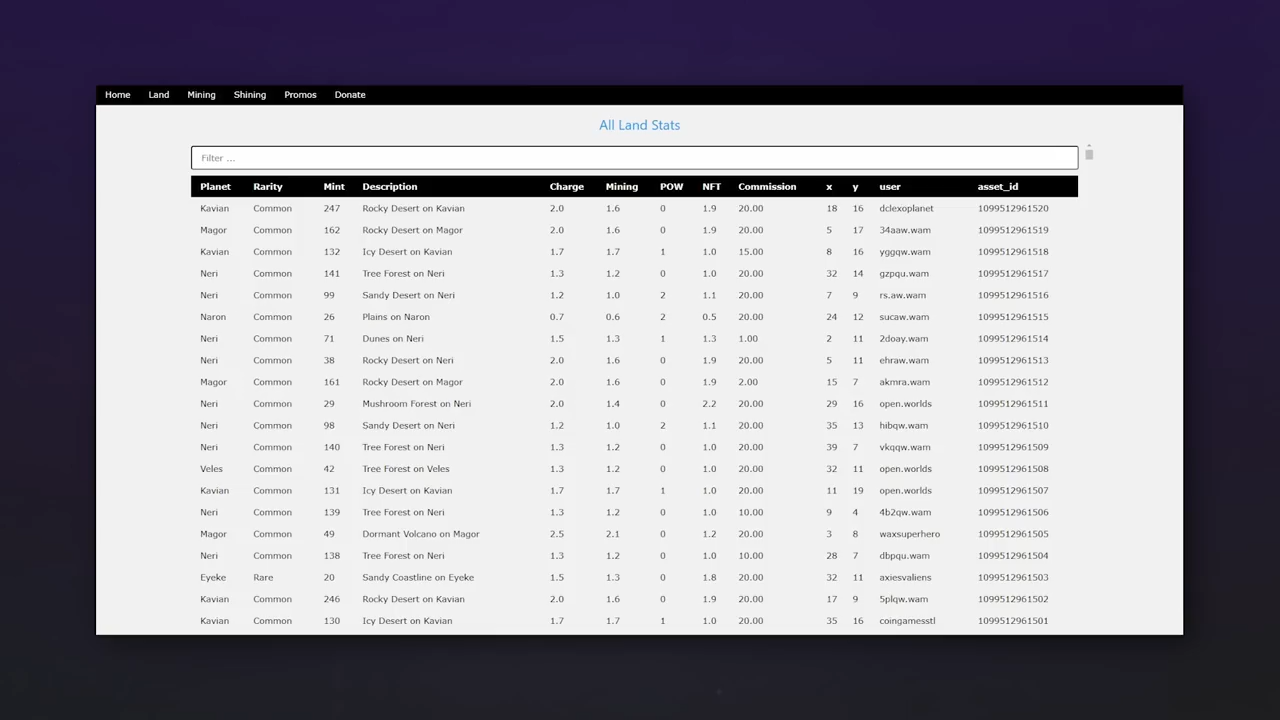 Home Land Mining Shining Promos Donate
All Land Stats
Filter ...
Planet Rarity Mint Description Charge Mining POW NFT Commission x y user asset_id
Kavian Common 247 Rocky Desert on Kavian 2.0 1.6 0 1.9 20.00 18 16 dclexoplanet 1099512961520
Magor Common 162 Rocky Desert on Magor 2.0 1.6 0 1.9 20.00 5 17 34aaw.wam 1099512961519
Kavian Common 132 Icy Desert on Kavian 1.7 1.7 1 1.0 15.00 8 16 yggqw.wam 1099512961518
Neri Common 141 Tree Forest on Neri 1.3 1.2 0 1.0 20.00 32 14 gzpqu.wam 1099512961517
Neri Common 99 Sandy Desert on Neri 1.2 1.0 2 1.1 20.00 7 9 rs.aw.wam 1099512961516
Naron Common 26 Plains on Naron 0.7 0.6 2 0.5 20.00 24 12 sucaw.wam 1099512961515
Neri Common 71 Dunes on Neri 1.5 1.3 1 1.3 1.00 2 11 2doay.wam 1099512961514
Neri Common 38 Rocky Desert on Neri 2.0 1.6 0 1.9 20.00 5 11 ehraw.wam 1099512961513
Magor Common 161 Rocky Desert on Magor 2.0 1.6 0 1.9 2.00 15 7 akmra.wam 1099512961512
Neri Common 29 Mushroom Forest on Neri 2.0 1.4 0 2.2 20.00 29 16 open.worlds 1099512961511
Neri Common 98 Sandy Desert on Neri 1.2 1.0 2 1.1 20.00 35 13 hibqw.wam 1099512961510
Neri Common 140 Tree Forest on Neri 1.3 1.2 0 1.0 20.00 39 7 vkqqw.wam 1099512961509
Veles Common 42 Tree Forest on Veles 1.3 1.2 0 1.0 20.00 32 11 open.worlds 1099512961508
Kavian Common 131 Icy Desert on Kavian 1.7 1.7 1 1.0 20.00 11 19 open.worlds 1099512961507
Neri Common 139 Tree Forest on Neri 1.3 1.2 0 1.0 10.00 9 4 4b2qw.wam 1099512961506
Magor Common 49 Dormant Volcano on Magor 2.5 2.1 0 1.2 20.00 3 8 waxsuperhero 1099512961505
Neri Common 138 Tree Forest on Neri 1.3 1.2 0 1.0 10.00 28 7 dbpqu.wam 1099512961504
Eyeke Rare 20 Sandy Coastline on Eyeke 1.5 1.3 0 1.8 20.00 32 11 axiesvaliens 1099512961503
Kavian Common 246 Rocky Desert on Kavian 2.0 1.6 0 1.9 20.00 17 9 5plqw.wam 1099512961502
Kavian Common 130 Icy Desert on Kavian 1.7 1.7 1 1.0 20.00 35 16 coingamesstl 1099512961501